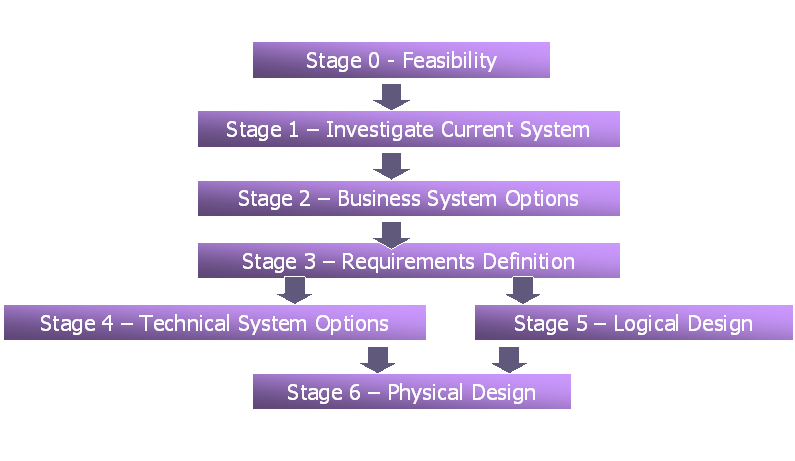 Stage 0 - Feasibility
Stage 1 – Investigate Current System
Stage 2 – Business System Options
Stage 3 – Requirements Definition
Stage 4 – Technical System Options
Stage 5 – Logical Design
Stage 6 – Physical Design